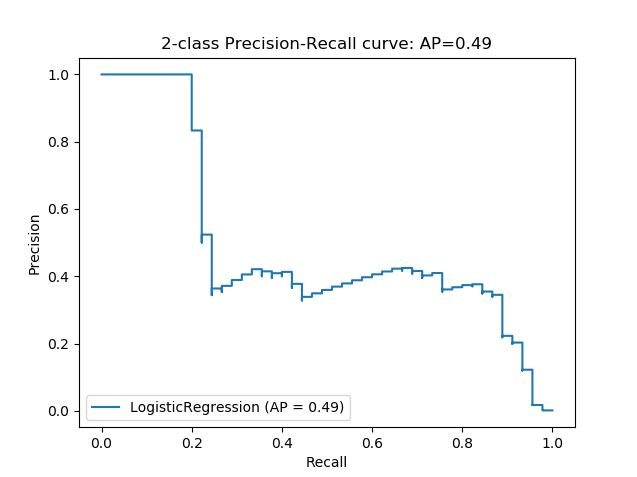 2-class Precision-Recall curve: AP=0.49
1.0
0.8
0.6
0.4
0.2
0.0
Precision
LogisticRegression (AP = 0.49)
0.0 0.2 0.4 0.6 0.8 1.0
Recall